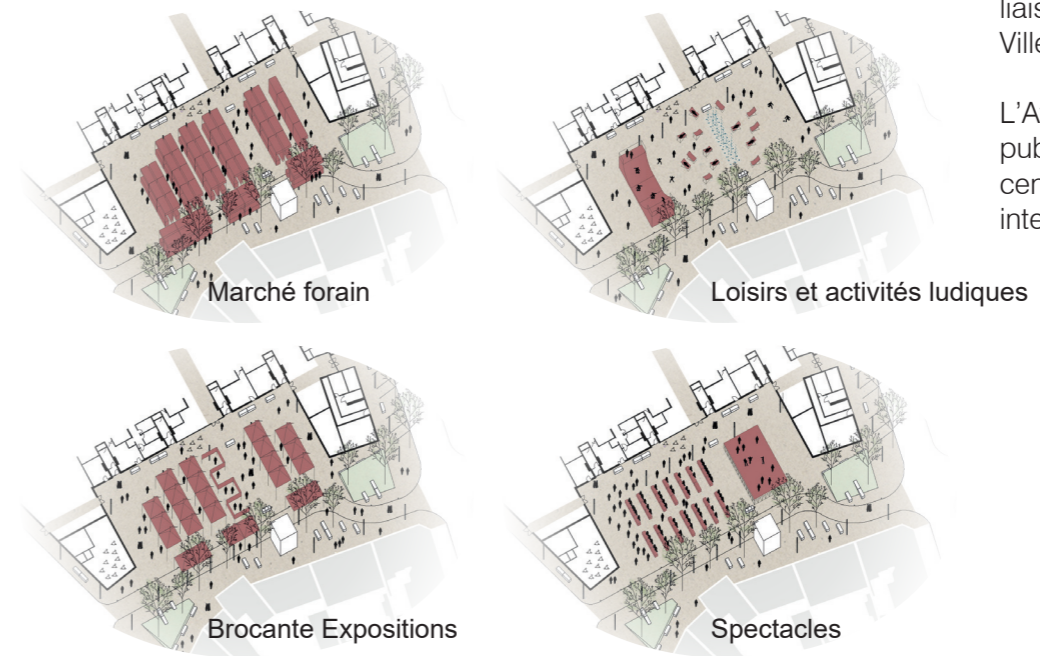 Marché forain
Loisirs et activités ludiques
Brocante Expositions
Spectacles